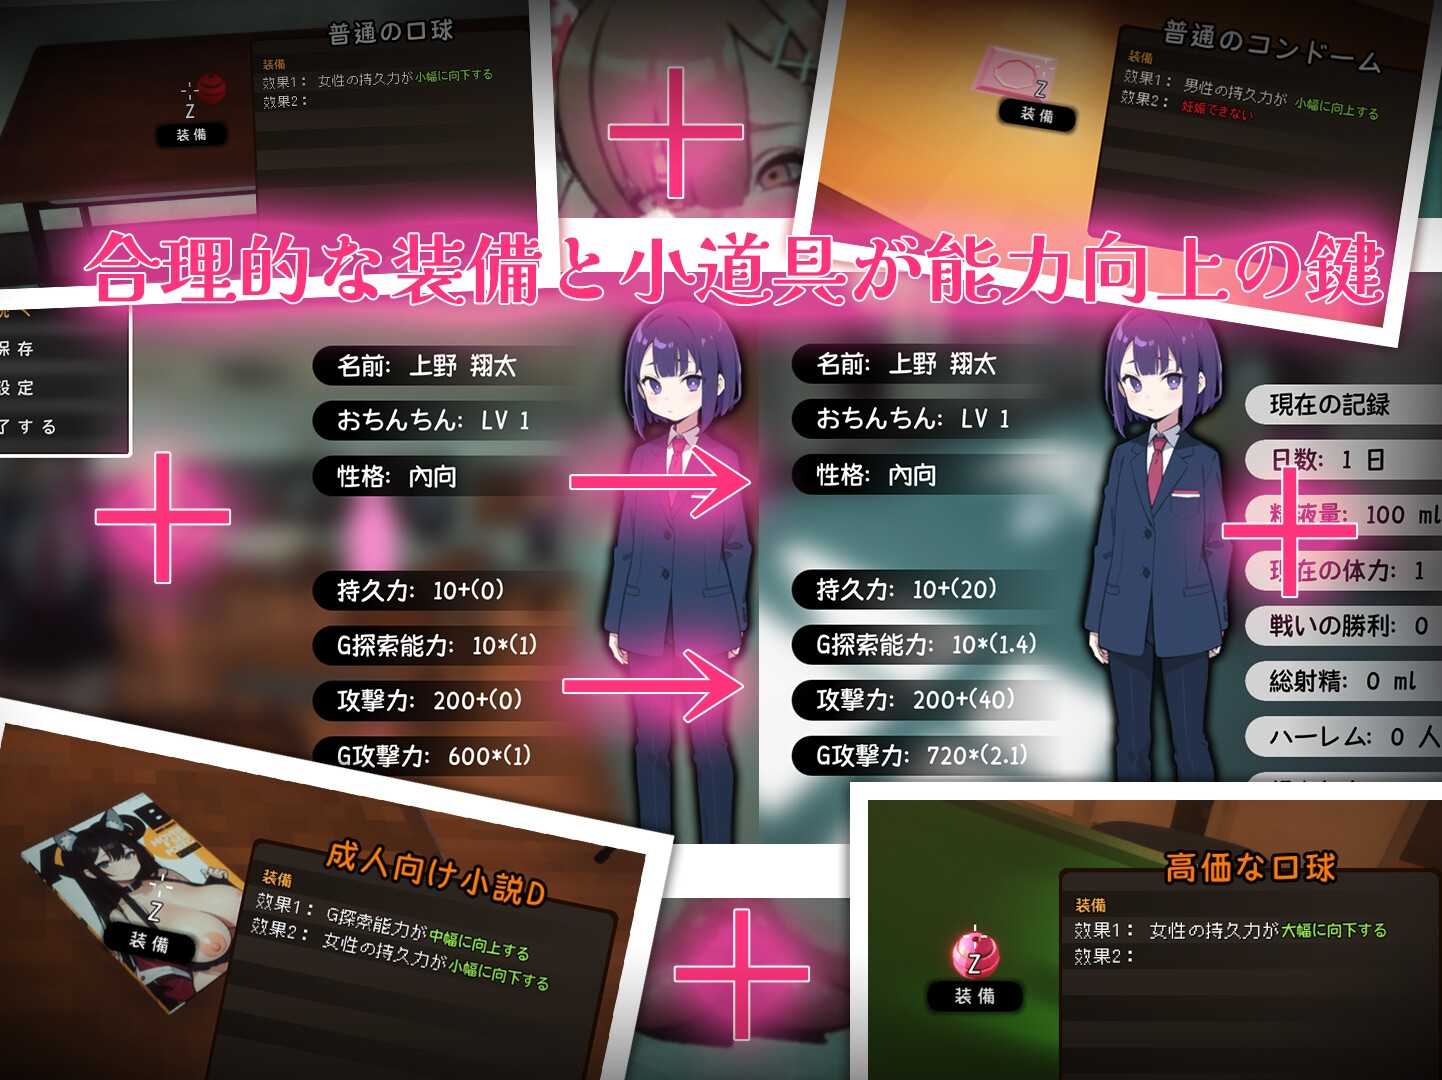 普通の口球
装備
効果1： 女性の持久力が小幅に向下する
効果2：
Z
装備
普通のコンドーム
装備
効果1： 男性の持久力が 小幅に向上する
効果2： 妊娠できない
Z
装備
合理的な装備と小道具が能力向上の鍵
保存
設定
了する
名前: 上野 翔太
おちんちん: LV 1
性格: 內向
持久力: 10+(0)
G探索能力: 10*(1)
攻撃力: 200+(0)
G攻撃力: 600*(1)
名前: 上野 翔太
おちんちん: LV 1
性格: 內向
持久力: 10+(20)
G探索能力: 10*(1.4)
攻撃力: 200+(40)
G攻撃力: 720*(2.1)
現在の記録
日数: 1 日
精液量: 100 ml
現在の体力: 1
戦いの勝利: 0
総射精: 0 ml
ハーレム: 0 人
成人向け小説D
装備
効果1： G探索能力が中幅に向上する
効果2： 女性の持久力が小幅に向下する
Z
装備
高価な口球
装備
効果1： 女性の持久力が大幅に向下する
効果2：
Z
装備